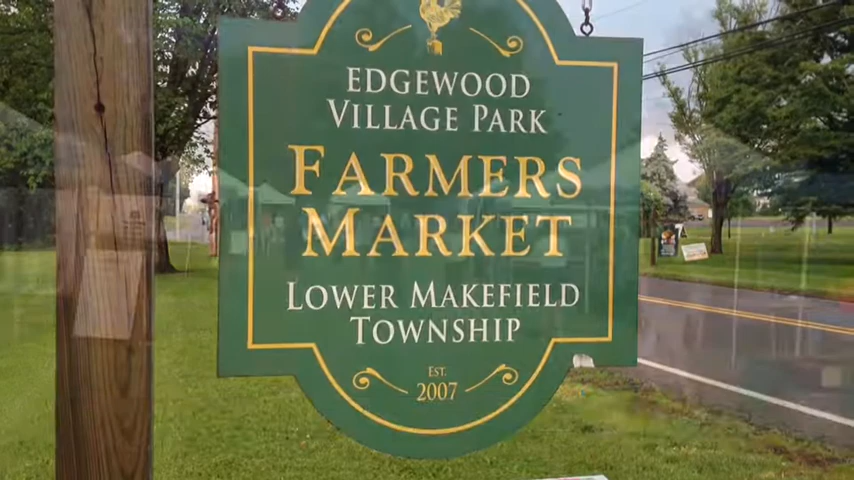 EDGEWOOD
VILLAGE PARK
FARMERS
MARKET
LOWER MAKEFIELD
TOWNSHIP
EST.
2007